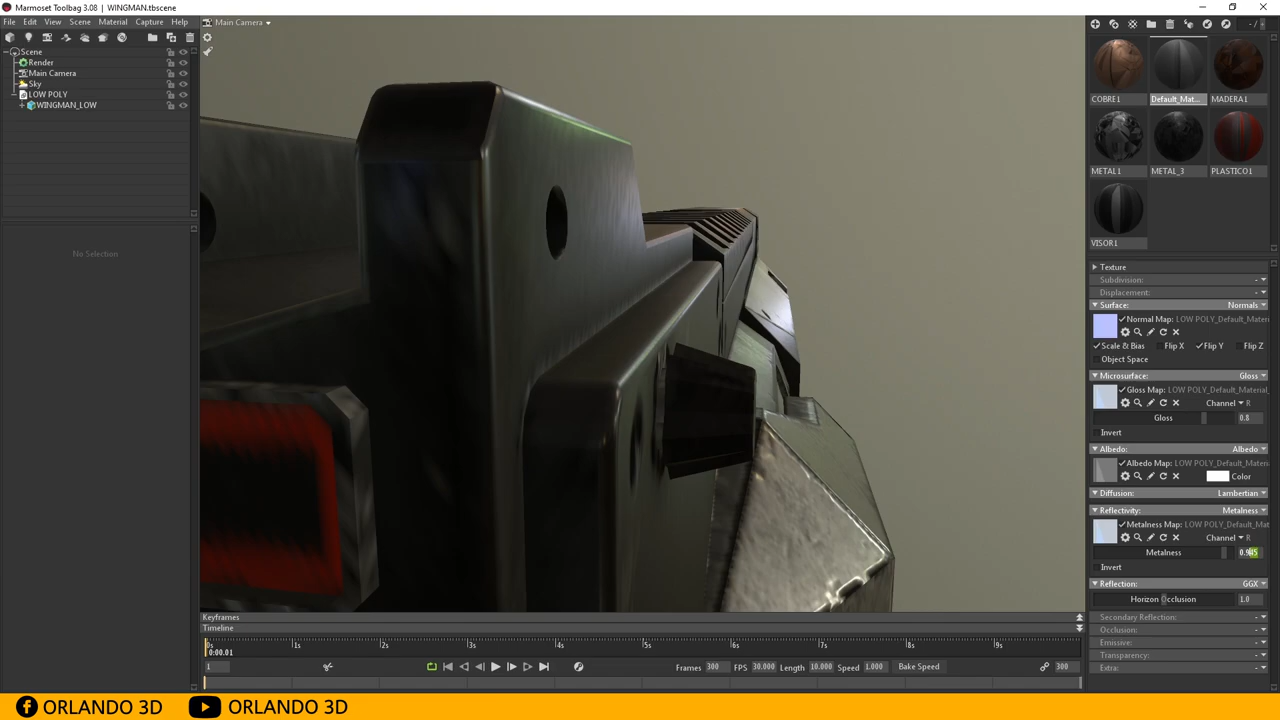 Marmoset Toolbag 3.08 | WINGMAN.tbscene
File Edit View Scene Material Capture Help
Main Camera
Scene
Render
Main Camera
Sky
LOW POLY
WINGMAN_LOW
No Selection
COBRE1 Default_Mat... MADERA1
METAL1 METAL_3 PLASTICO1
VISOR1
Texture
Subdivision:
Displacement:
Surface: Normals
Normal Map: LOW POLY_Default_Materi
Scale & Bias Flip X Flip Y Flip Z
Object Space
Microsurface: Gloss
Gloss Map: LOW POLY_Default_Material_
Channel R
Gloss 0.8
Invert
Albedo: Albedo
Albedo Map: LOW POLY_Default_Materi
Color
Diffusion: Lambertian
Reflectivity: Metalness
Metalness Map: LOW POLY_Default_Mat
Channel R
Metalness 0.945
Invert
Reflection: GGX
Horizon Occlusion 1.0
Secondary Reflection:
Occlusion:
Emissive:
Transparency:
Extra:
Keyframes
Timeline
0s 1s 2s 3s 4s 5s 6s 7s 8s 9s
0:00.01
1 Frames 300 FPS 30.000 Length 10.000 Speed 1.000 Bake Speed 300
ORLANDO 3D ORLANDO 3D